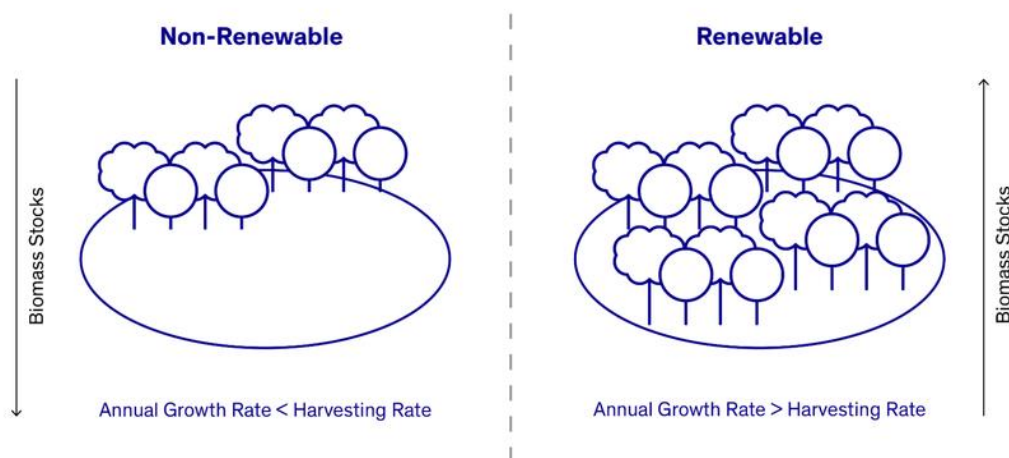 Non-Renewable
Biomass Stocks
Annual Growth Rate < Harvesting Rate
Renewable
Biomass Stocks
Annual Growth Rate > Harvesting Rate